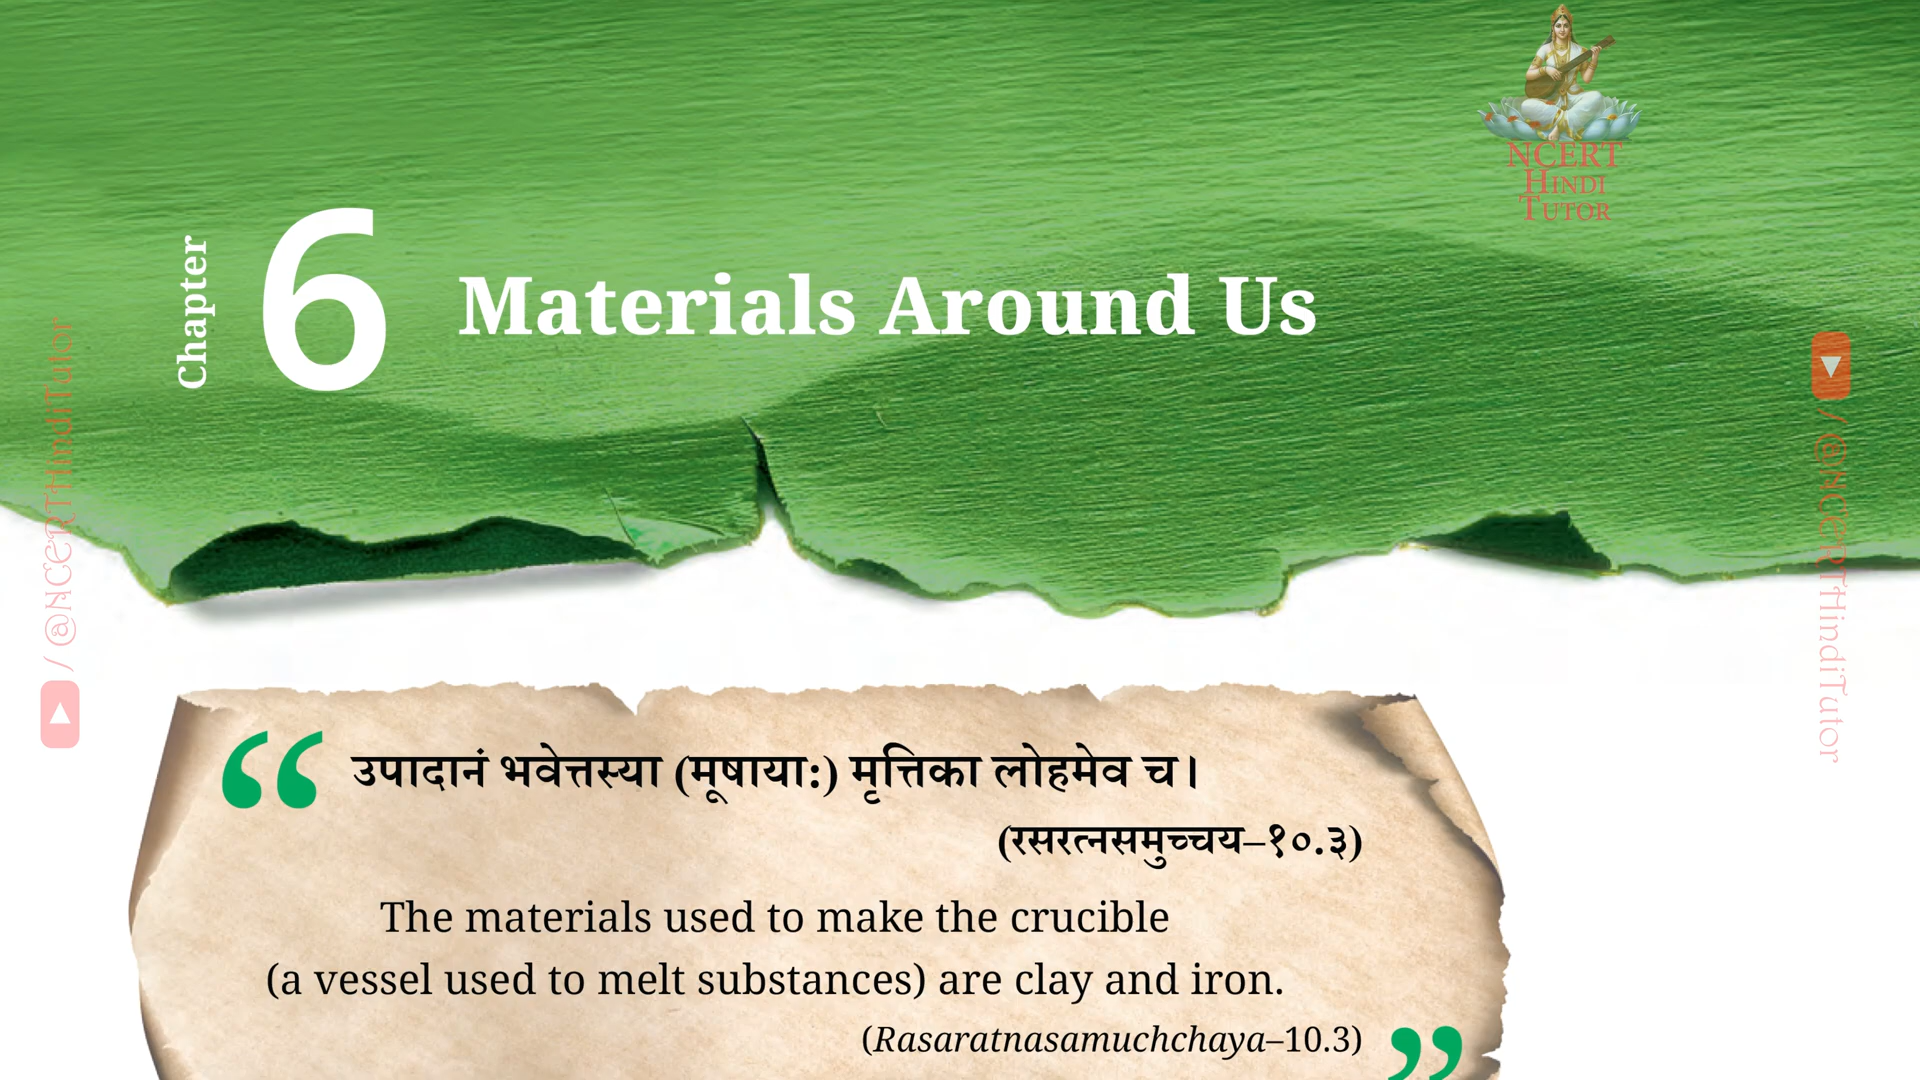 NCERT
HINDI
TUTOR
Chapter
6
Materials Around Us
/ @NCERTHindiTutor
/ @NCERTHindiTutor
“ उपादानं भवेत्तस्या (मूषायाः) मृत्तिका लोहमेव च।
(रसरत्नसमुच्चय–१०.३)
The materials used to make the crucible
(a vessel used to melt substances) are clay and iron.
(Rasaratnasamuchchaya–10.3) ”